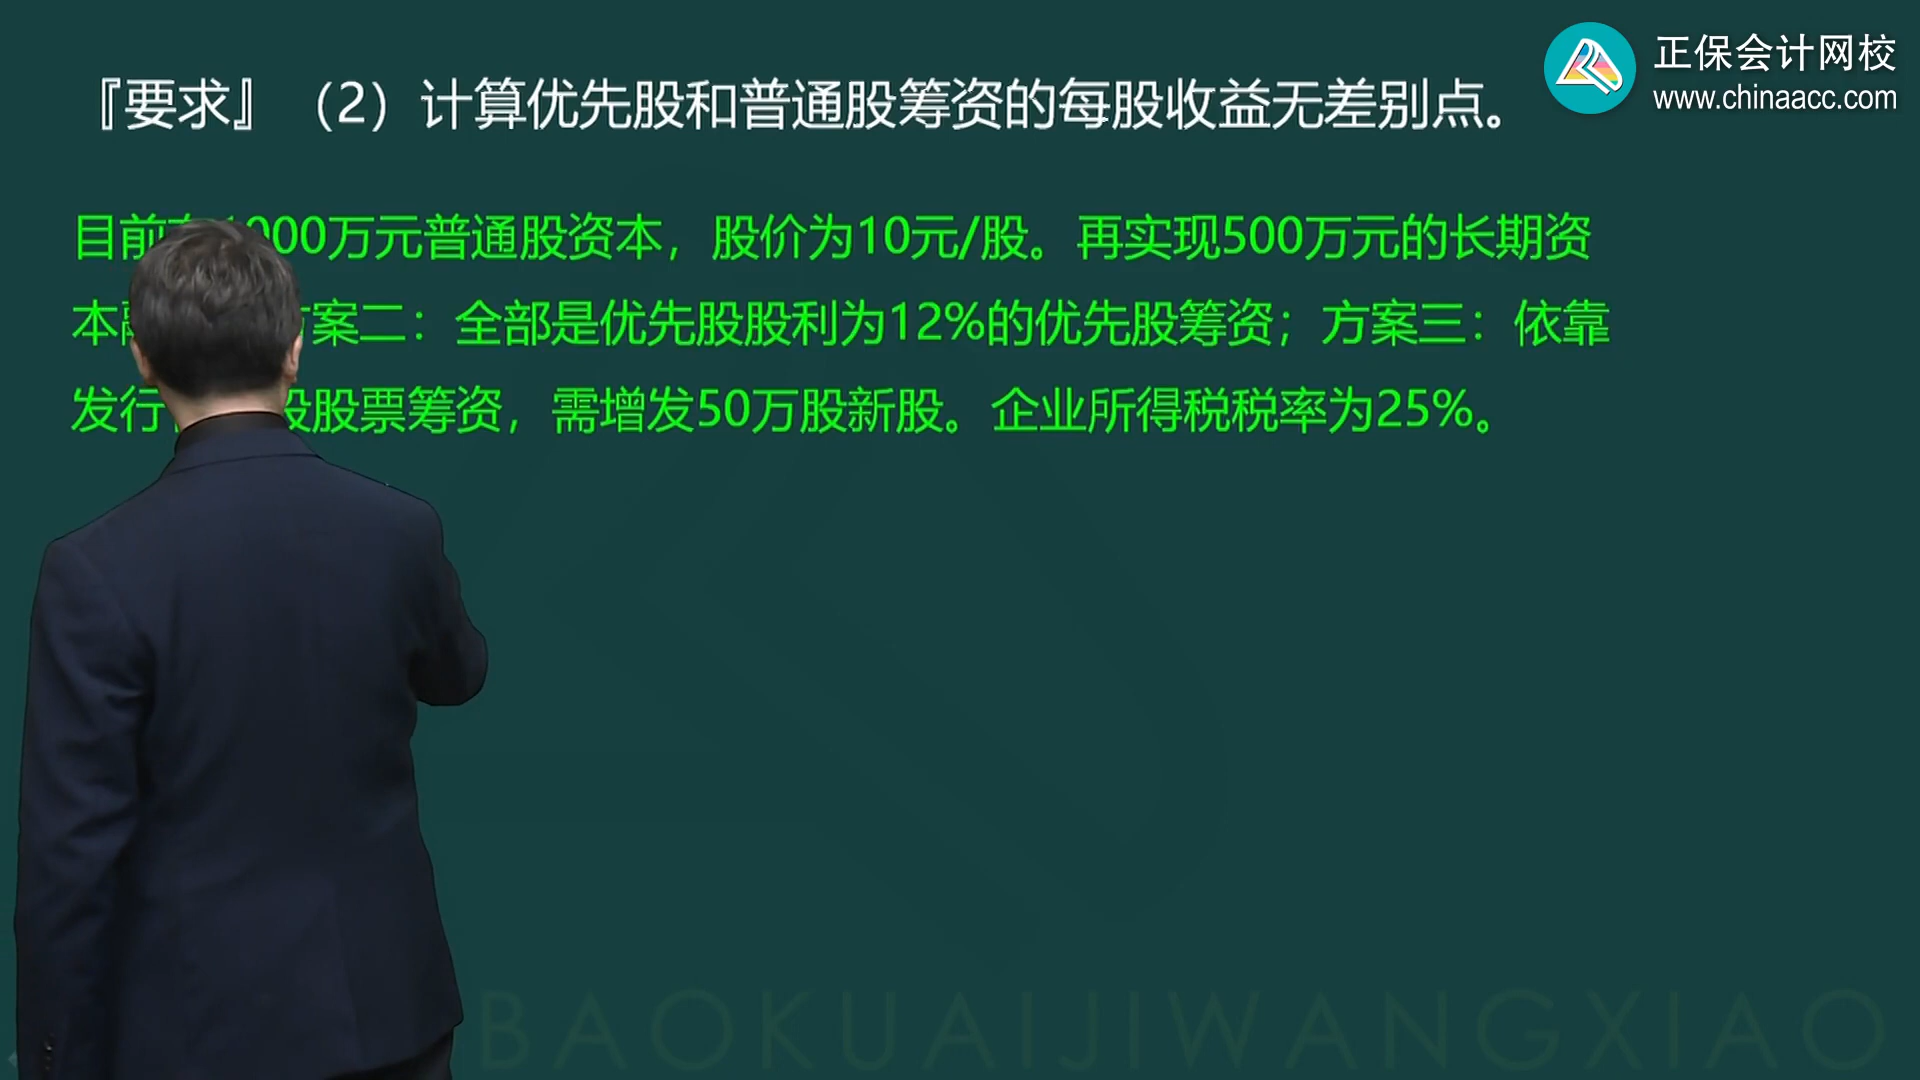 正保会计网校
www.chinaacc.com
『要求』（2）计算优先股和普通股筹资的每股收益无差别点。
目前 000万元普通股资本，股价为10元/股。再实现500万元的长期资
本 案二：全部是优先股股利为12%的优先股筹资；方案三：依靠
发行 股股票筹资，需增发50万股新股。企业所得税税率为25%。
BAOKUAIJIWANGXIAO